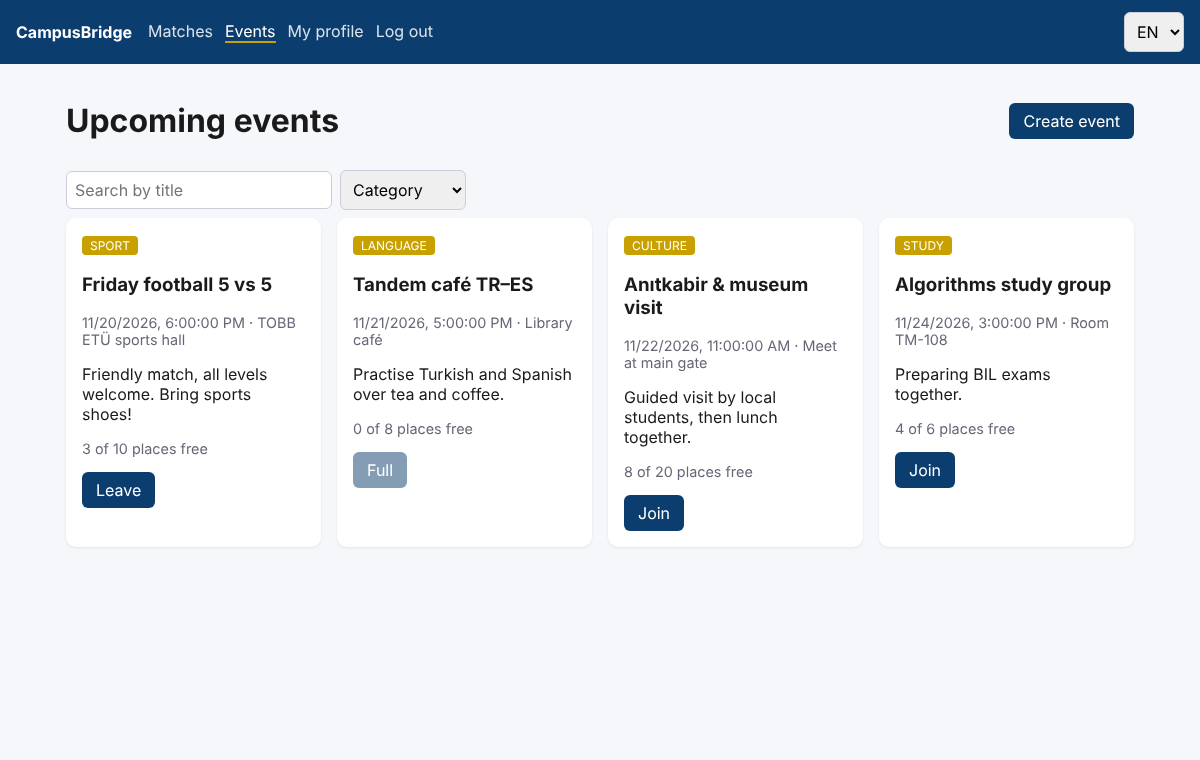 CampusBridge Matches Events My profile Log out EN
Upcoming events
Create event
Search by title
Category
SPORT
Friday football 5 vs 5
11/20/2026, 6:00:00 PM · TOBB
ETÜ sports hall
Friendly match, all levels
welcome. Bring sports
shoes!
3 of 10 places free
Leave
LANGUAGE
Tandem café TR–ES
11/21/2026, 5:00:00 PM · Library
café
Practise Turkish and Spanish
over tea and coffee.
0 of 8 places free
Full
CULTURE
Anıtkabir & museum
visit
11/22/2026, 11:00:00 AM · Meet
at main gate
Guided visit by local
students, then lunch
together.
8 of 20 places free
Join
STUDY
Algorithms study group
11/24/2026, 3:00:00 PM · Room
TM-108
Preparing BIL exams
together.
4 of 6 places free
Join